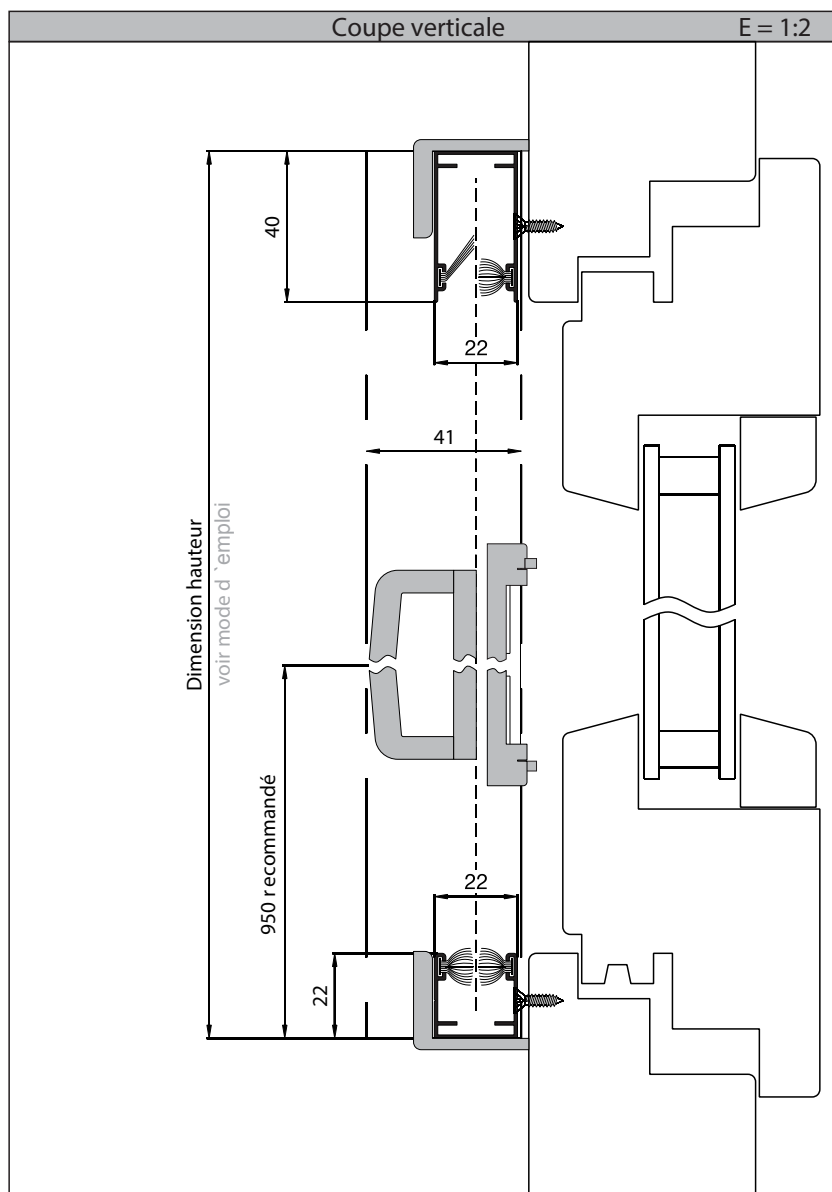 Coupe verticale
E = 1:2
40
22
41
Dimension hauteur
voir mode d `emploi
950 recommandé
22
22